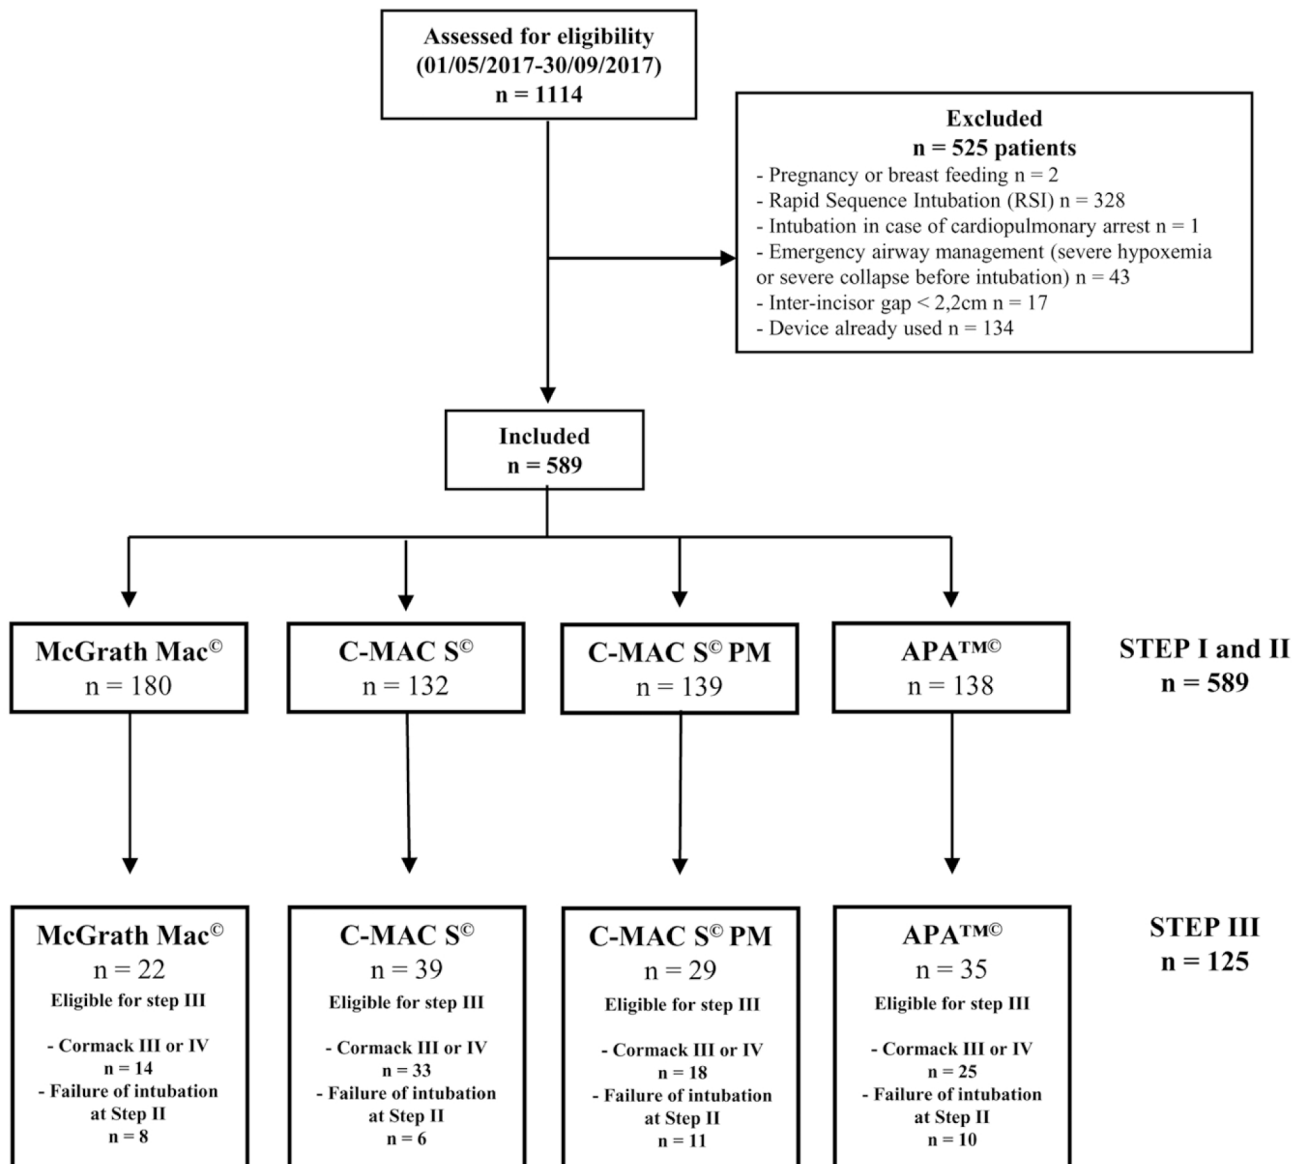 Assessed for eligibility
(01/05/2017-30/09/2017)
n = 1114
Excluded
n = 525 patients
- Pregnancy or breast feeding n = 2
- Rapid Sequence Intubation (RSI) n = 328
- Intubation in case of cardiopulmonary arrest n = 1
- Emergency airway management (severe hypoxemia
or severe collapse before intubation) n = 43
- Inter-incisor gap < 2,2cm n = 17
- Device already used n = 134
Included
n = 589
McGrath Mac©
n = 180
C-MAC S©
n = 132
C-MAC S© PM
n = 139
APA™©
n = 138
STEP I and II
n = 589
McGrath Mac©
n = 22
Eligible for step III
- Cormack III or IV
n = 14
- Failure of intubation
at Step II
n = 8
C-MAC S©
n = 39
Eligible for step III
- Cormack III or IV
n = 33
- Failure of intubation
at Step II
n = 6
C-MAC S© PM
n = 29
Eligible for step III
- Cormack III or IV
n = 18
- Failure of intubation
at Step II
n = 11
APA™©
n = 35
Eligible for step III
- Cormack III or IV
n = 25
- Failure of intubation
at Step II
n = 10
STEP III
n = 125